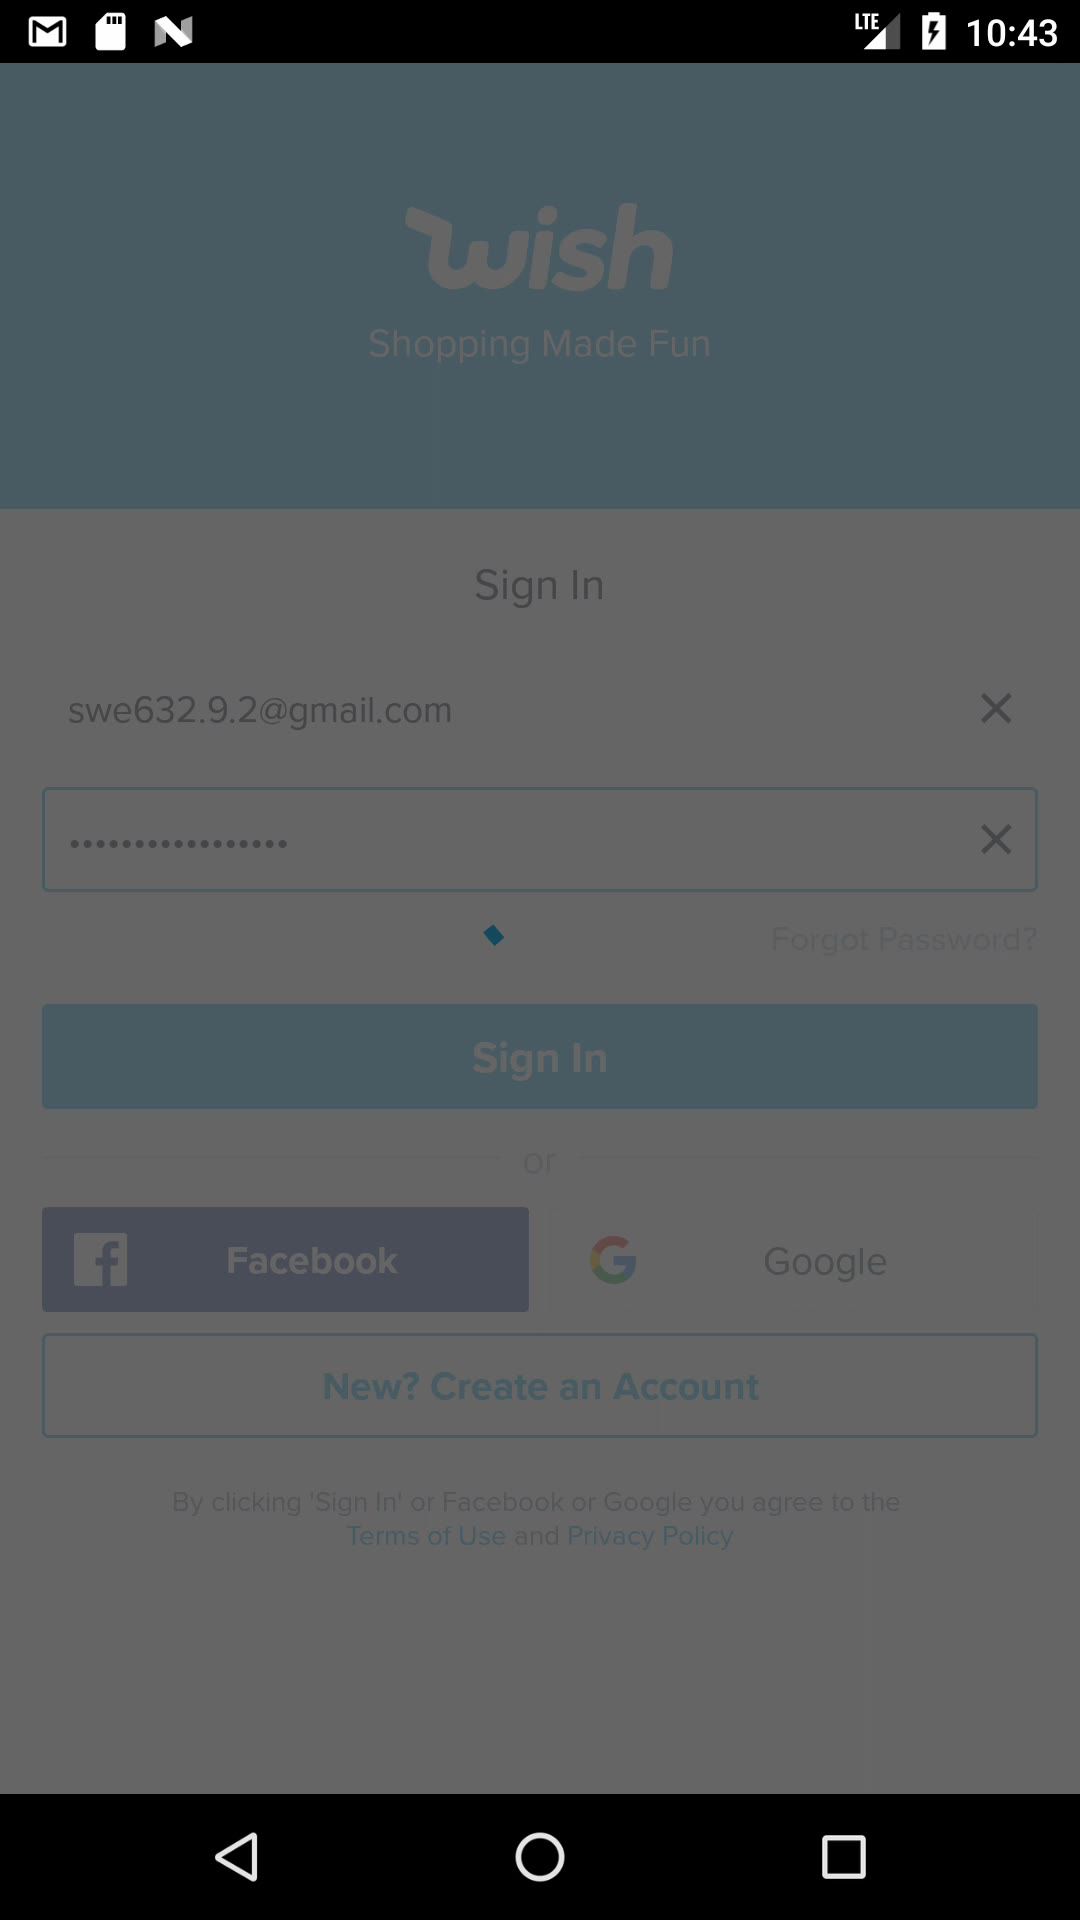 LTE 10:43
wish
Shopping Made Fun
Sign In
swe632.9.2@gmail.com
•••••••••••••••••
Forgot Password?
Sign In
or
Facebook
Google
New? Create an Account
By clicking 'Sign In' or Facebook or Google you agree to the
Terms of Use and Privacy Policy